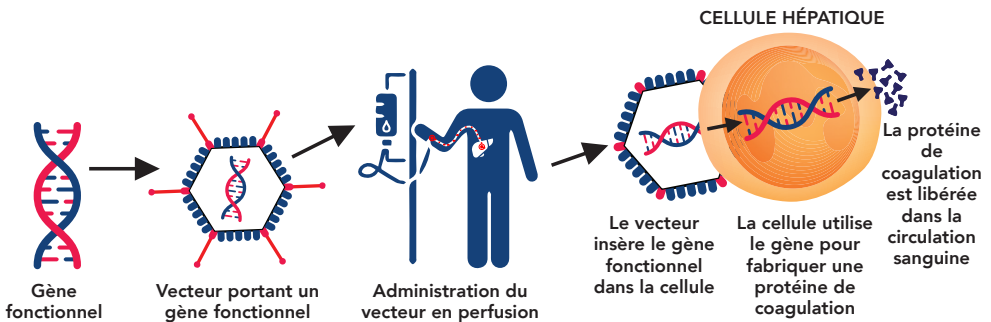 CELLULE HÉPATIQUE
Gène
fonctionnel
Vecteur portant un
gène fonctionnel
Administration du
vecteur en perfusion
Le vecteur
insère le gène
fonctionnel
dans la cellule
La cellule utilise
le gène pour
fabriquer une
protéine de
coagulation
La protéine
de
coagulation
est libérée
dans la
circulation
sanguine